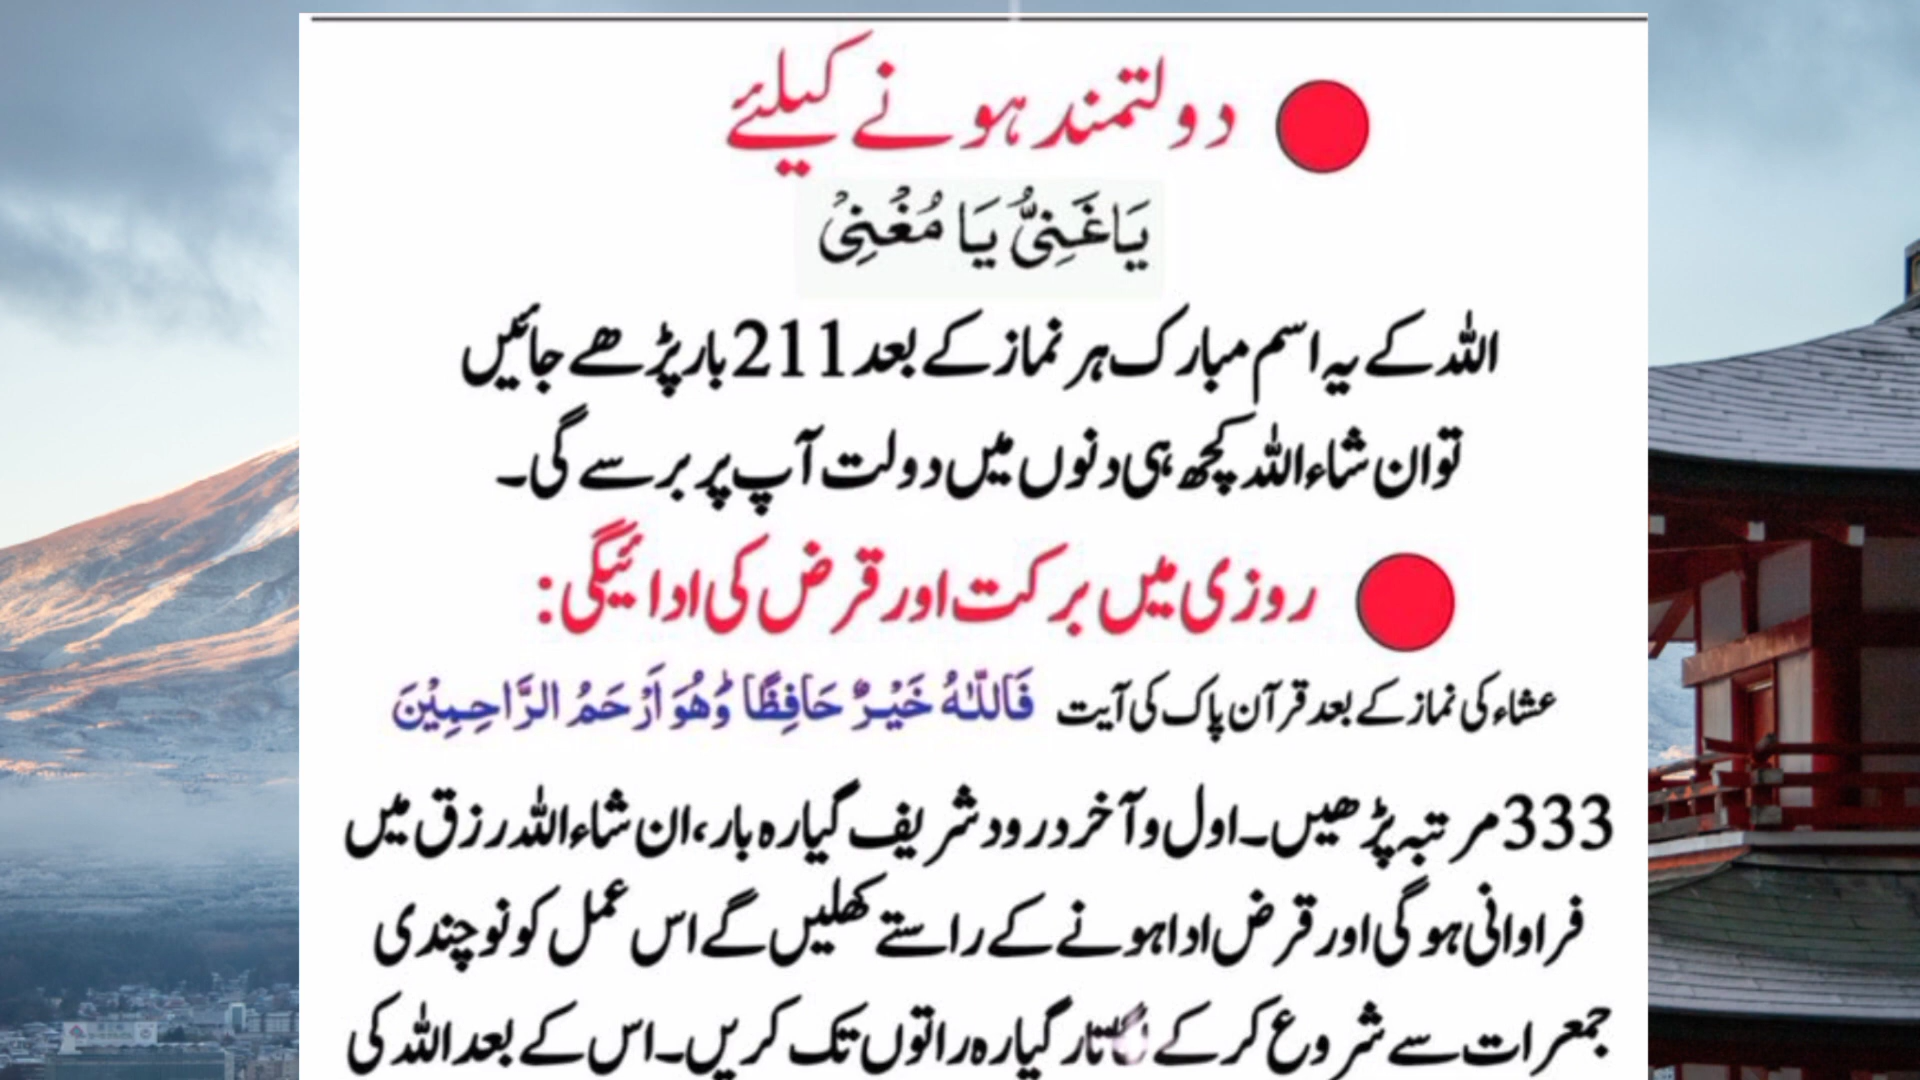 دولتمند ہونے کیلئے
یَاغَنِیُّ یَا مُغْنِیْ
اللہ کے یہ اسم مبارک ہر نماز کے بعد 211 بار پڑھے جائیں
تو ان شاءاللہ کچھ ہی دنوں میں دولت آپ پر برسے گی۔
روزی میں برکت اور قرض کی ادائیگی:
عشاء کی نماز کے بعد قرآن پاک کی آیت فَاللّٰہُ خَیْرٌ حَافِظًا وَّھُوَ اَرْحَمُ الرَّاحِمِیْنَ
333 مرتبہ پڑھیں۔ اول و آخر درود شریف گیارہ بار، ان شاءاللہ رزق میں
فراوانی ہوگی اور قرض ادا ہونے کے راستے کھلیں گے اس عمل کو نوچندی
جمعرات سے شروع کر کے لگاتار گیارہ راتوں تک کریں۔ اس کے بعد اللہ کی